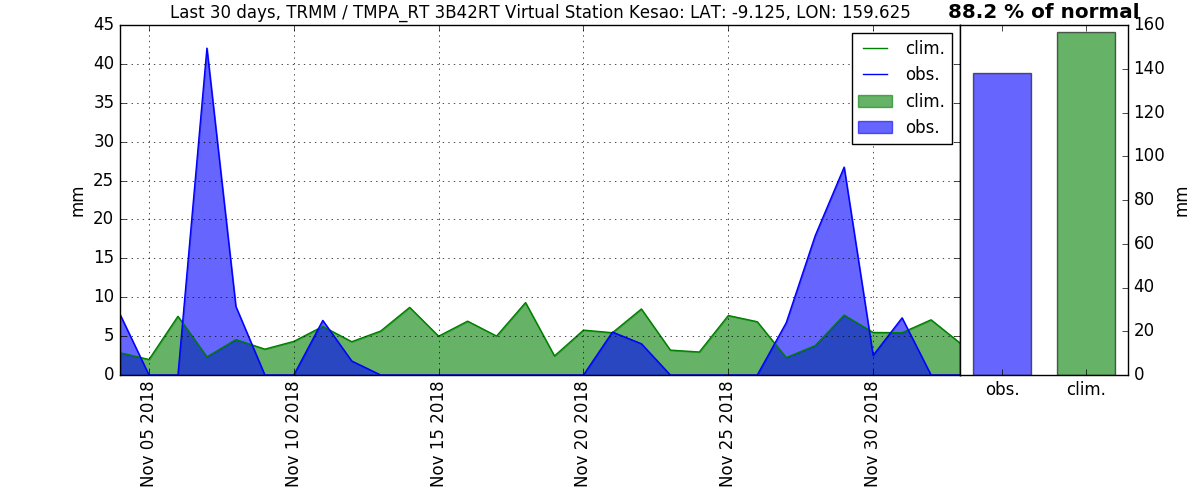 Last 30 days, TRMM / TMPA_RT 3B42RT Virtual Station Kesao: LAT: -9.125, LON: 159.625
88.2 % of normal
45
40
35
30
25
20
15
10
5
0
mm
clim.
obs.
clim.
obs.
160
140
120
100
80
60
40
20
0
mm
Nov 05 2018
Nov 10 2018
Nov 15 2018
Nov 20 2018
Nov 25 2018
Nov 30 2018
obs.
clim.